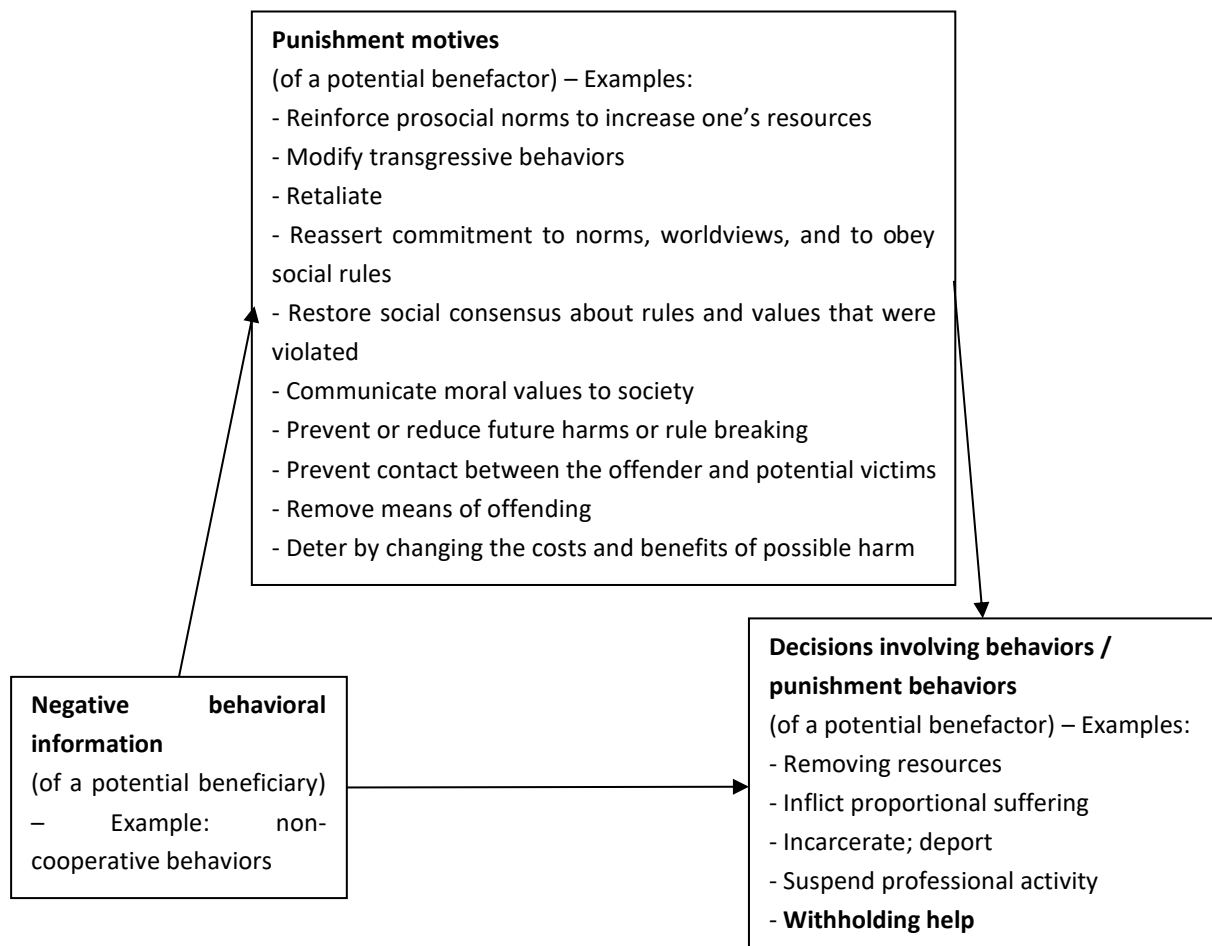 Punishment motives
(of a potential benefactor) – Examples:
- Reinforce prosocial norms to increase one’s resources
- Modify transgressive behaviors
- Retaliate
- Reassert commitment to norms, worldviews, and to obey
social rules
- Restore social consensus about rules and values that were
violated
- Communicate moral values to society
- Prevent or reduce future harms or rule breaking
- Prevent contact between the offender and potential victims
- Remove means of offending
- Deter by changing the costs and benefits of possible harm
Negative behavioral
information
(of a potential beneficiary)
– Example: non-
cooperative behaviors
Decisions involving behaviors /
punishment behaviors
(of a potential benefactor) – Examples:
- Removing resources
- Inflict proportional suffering
- Incarcerate; deport
- Suspend professional activity
- Withholding help